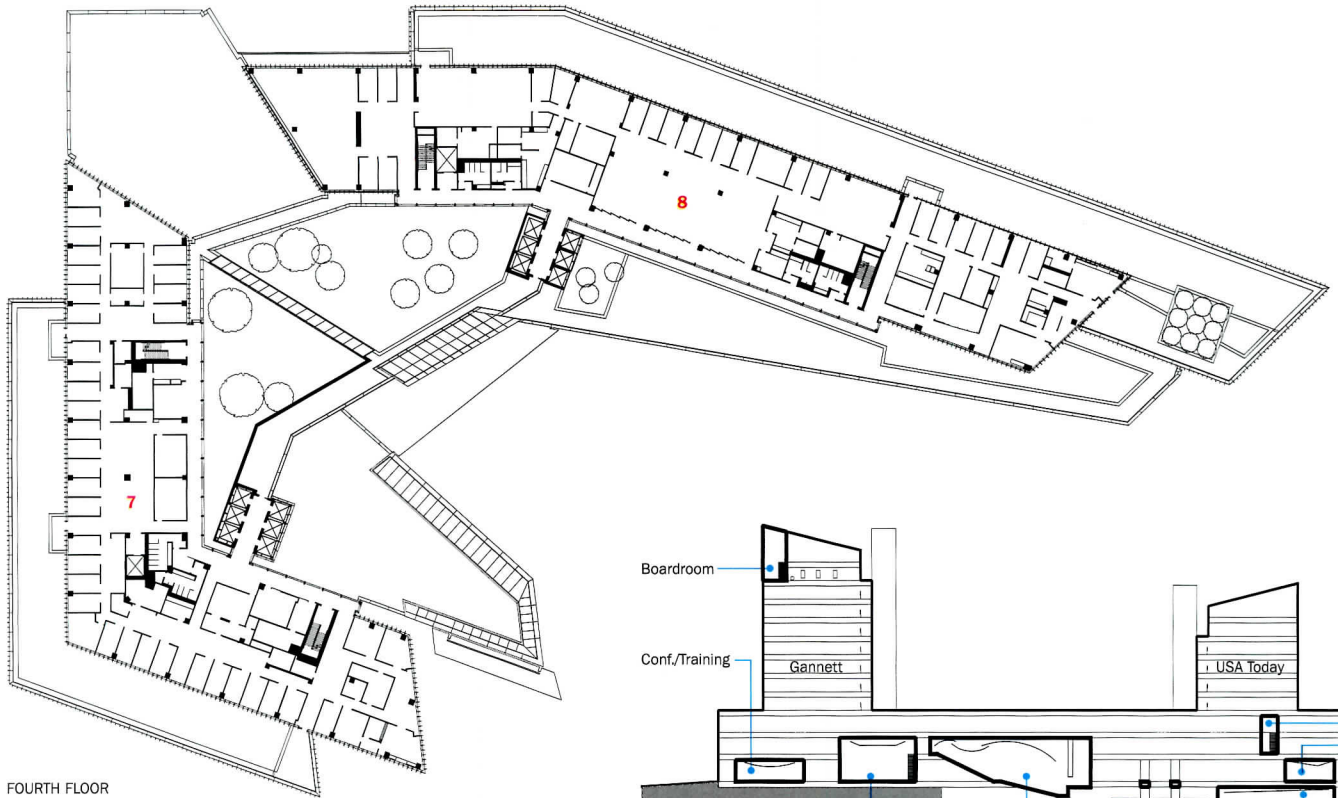 8
7
Boardroom
Conf./Training
Gannett
USA Today
FOURTH FLOOR